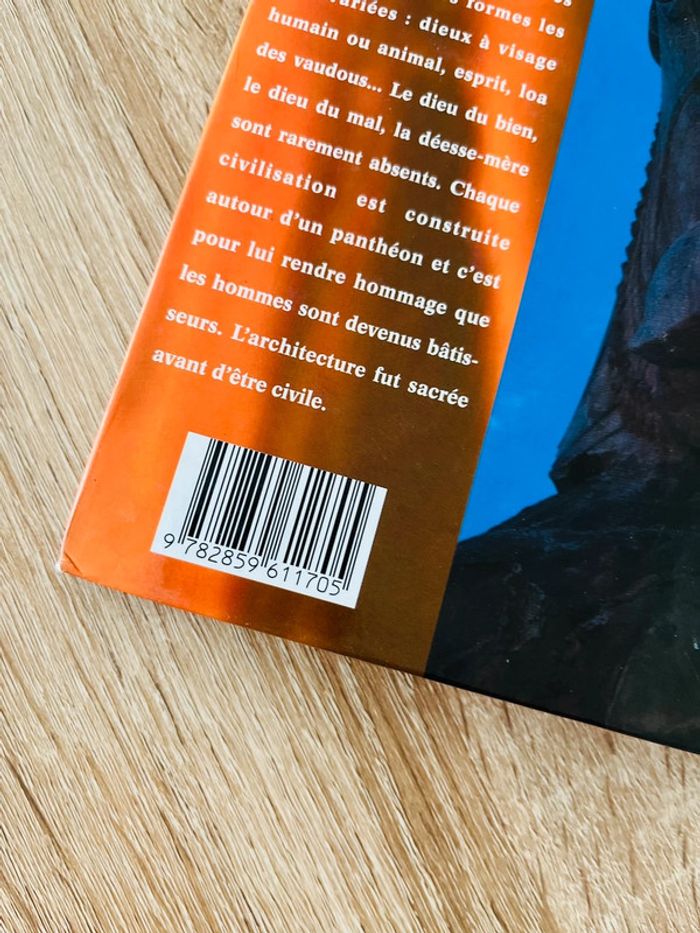 formes les
variées : dieux à visage
humain ou animal, esprit, loa
des vaudous... Le dieu du bien,
le dieu du mal, la déesse-mère
sont rarement absents. Chaque
civilisation est construite
autour d'un panthéon et c'est
pour lui rendre hommage que
les hommes sont devenus bâtis-
seurs. L'architecture fut sacrée
avant d'être civile.
9 782859 611705